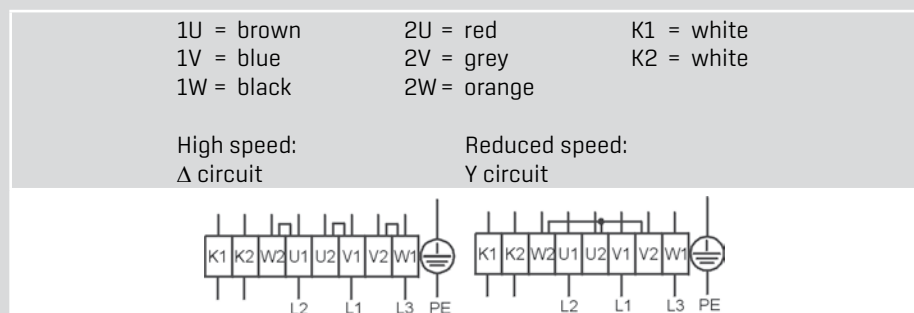 1U = brown 2U = red K1 = white
1V = blue 2V = grey K2 = white
1W = black 2W = orange
High speed: Reduced speed:
Δ circuit Y circuit
K1 K2 W2 U1 U2 V1 V2 W1 K1 K2 W2 U1 U2 V1 V2 W1
L2 L1 L3 PE L2 L1 L3 PE